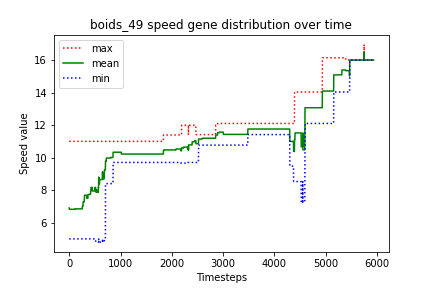 boids_49 speed gene distribution over time
max
mean
min
Speed value
16
14
12
10
8
6
0 1000 2000 3000 4000 5000 6000
Timesteps